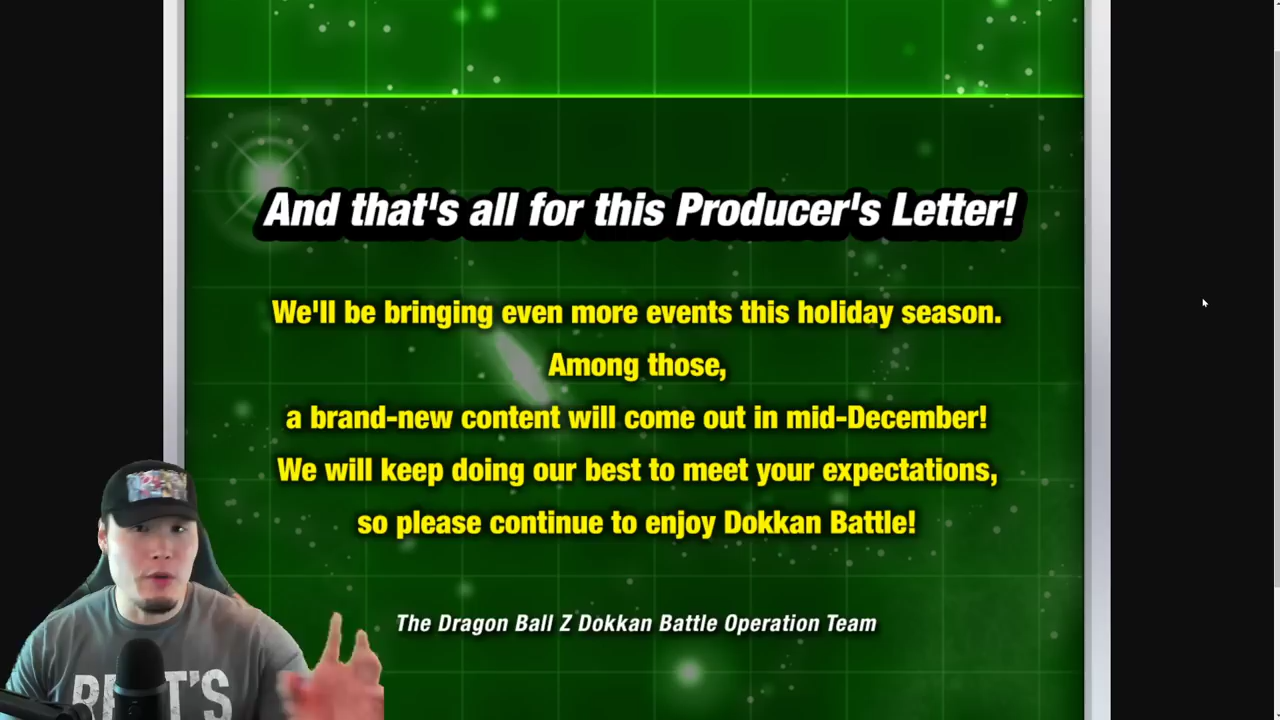 And that's all for this Producer's Letter!
We'll be bringing even more events this holiday season.
Among those,
a brand-new content will come out in mid-December!
We will keep doing our best to meet your expectations,
so please continue to enjoy Dokkan Battle!
The Dragon Ball Z Dokkan Battle Operation Team